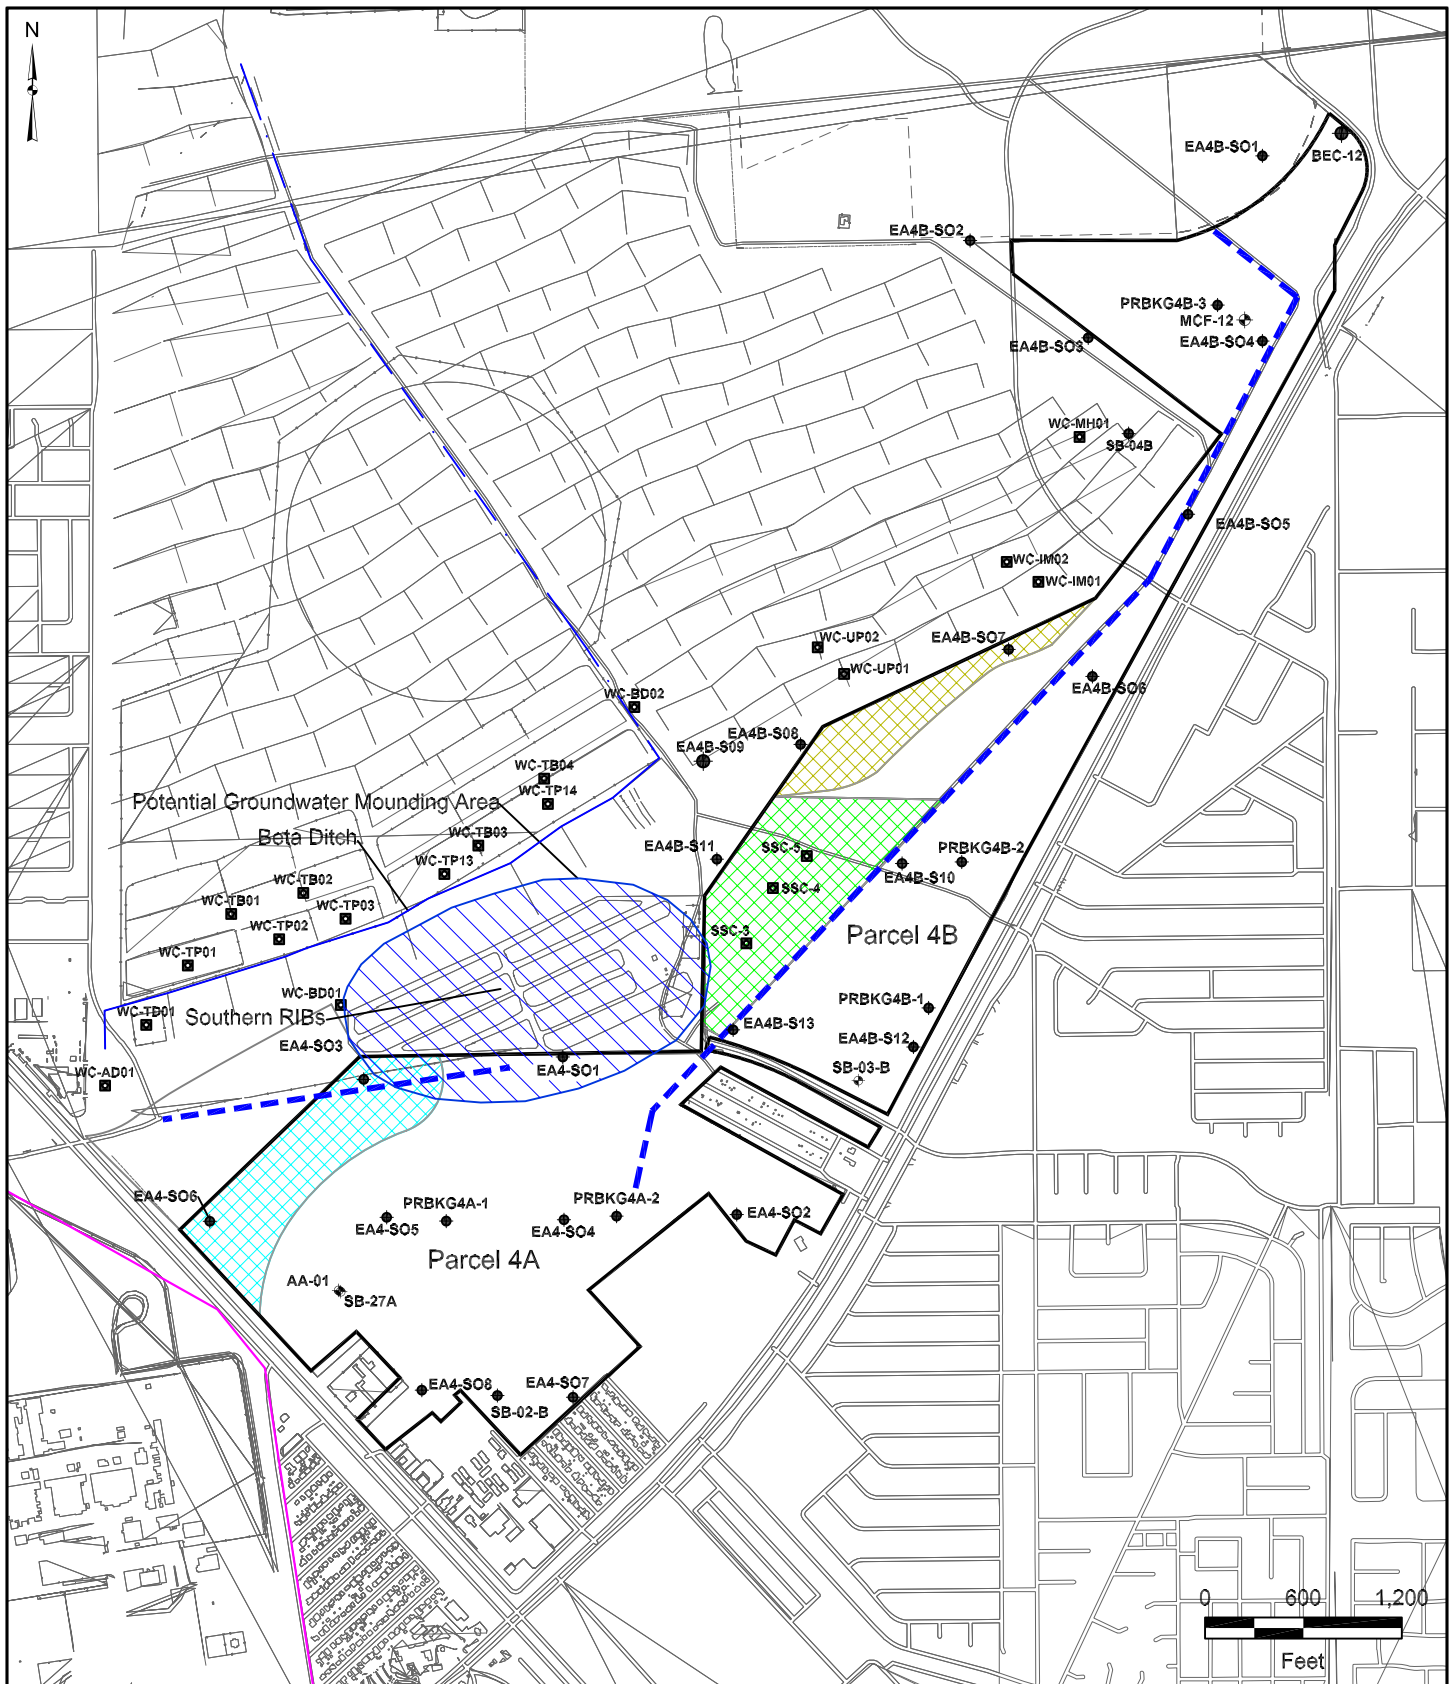 N
EA4B-SO1
BEC-12
EA4B-SO2
PRBKG4B-3
MCF-12
EA4B-SO3
EA4B-SO4
WC-MH01
SB-04B
EA4B-SO5
WC-IM02
WC-IM01
WC-UP02
EA4B-SO7
WC-UP01
EA4B-SO6
WC-BD02
EA4B-S08
EA4B-S09
WC-TB04
WC-TP14
Potential Groundwater Mounding Area
Beta Ditch
WC-TB03
SSC-5
PRBKG4B-2
EA4B-S11
WC-TP13
EA4B-S10
WC-TB02
SSC-4
WC-TB01
WC-TP03
WC-TP02
SSC-3
Parcel 4B
WC-TP01
WC-BD01
PRBKG4B-1
WC-TD01
Southern RIBs
EA4B-S13
EA4-SO3
EA4B-S12
EA4-SO1
WC-AD01
SB-03-B
EA4-SO6
PRBKG4A-1
PRBKG4A-2
EA4-SO5
EA4-SO4
EA4-SO2
Parcel 4A
AA-01
SB-27A
EA4-SO8
EA4-SO7
SB-02-B
0 600 1,200
Feet